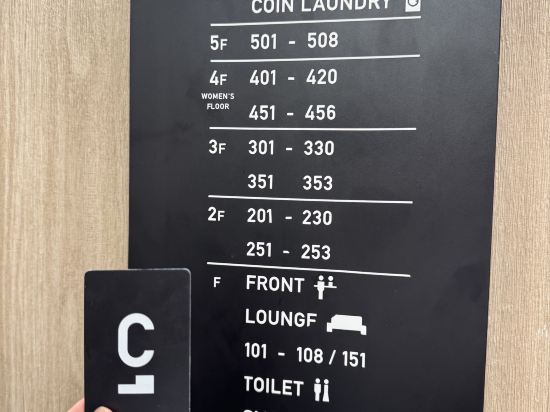 COIN LAUNDRY
5F 501 - 508
4F 401 - 420
WOMEN'S
FLOOR
451 - 456
3F 301 - 330
351 353
2F 201 - 230
251 - 253
F FRONT
LOUNGF
101 - 108 / 151
TOILET
C